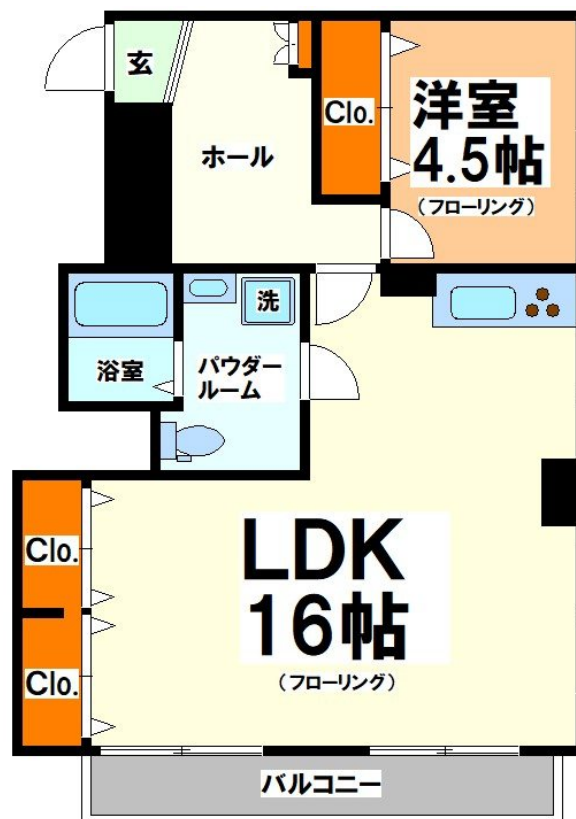 玄
Clo.
洋室
4.5帖
(フローリング)
ホール
洗
浴室
パウダー
ルーム
Clo.
LDK
16帖
(フローリング)
Clo.
バルコニー